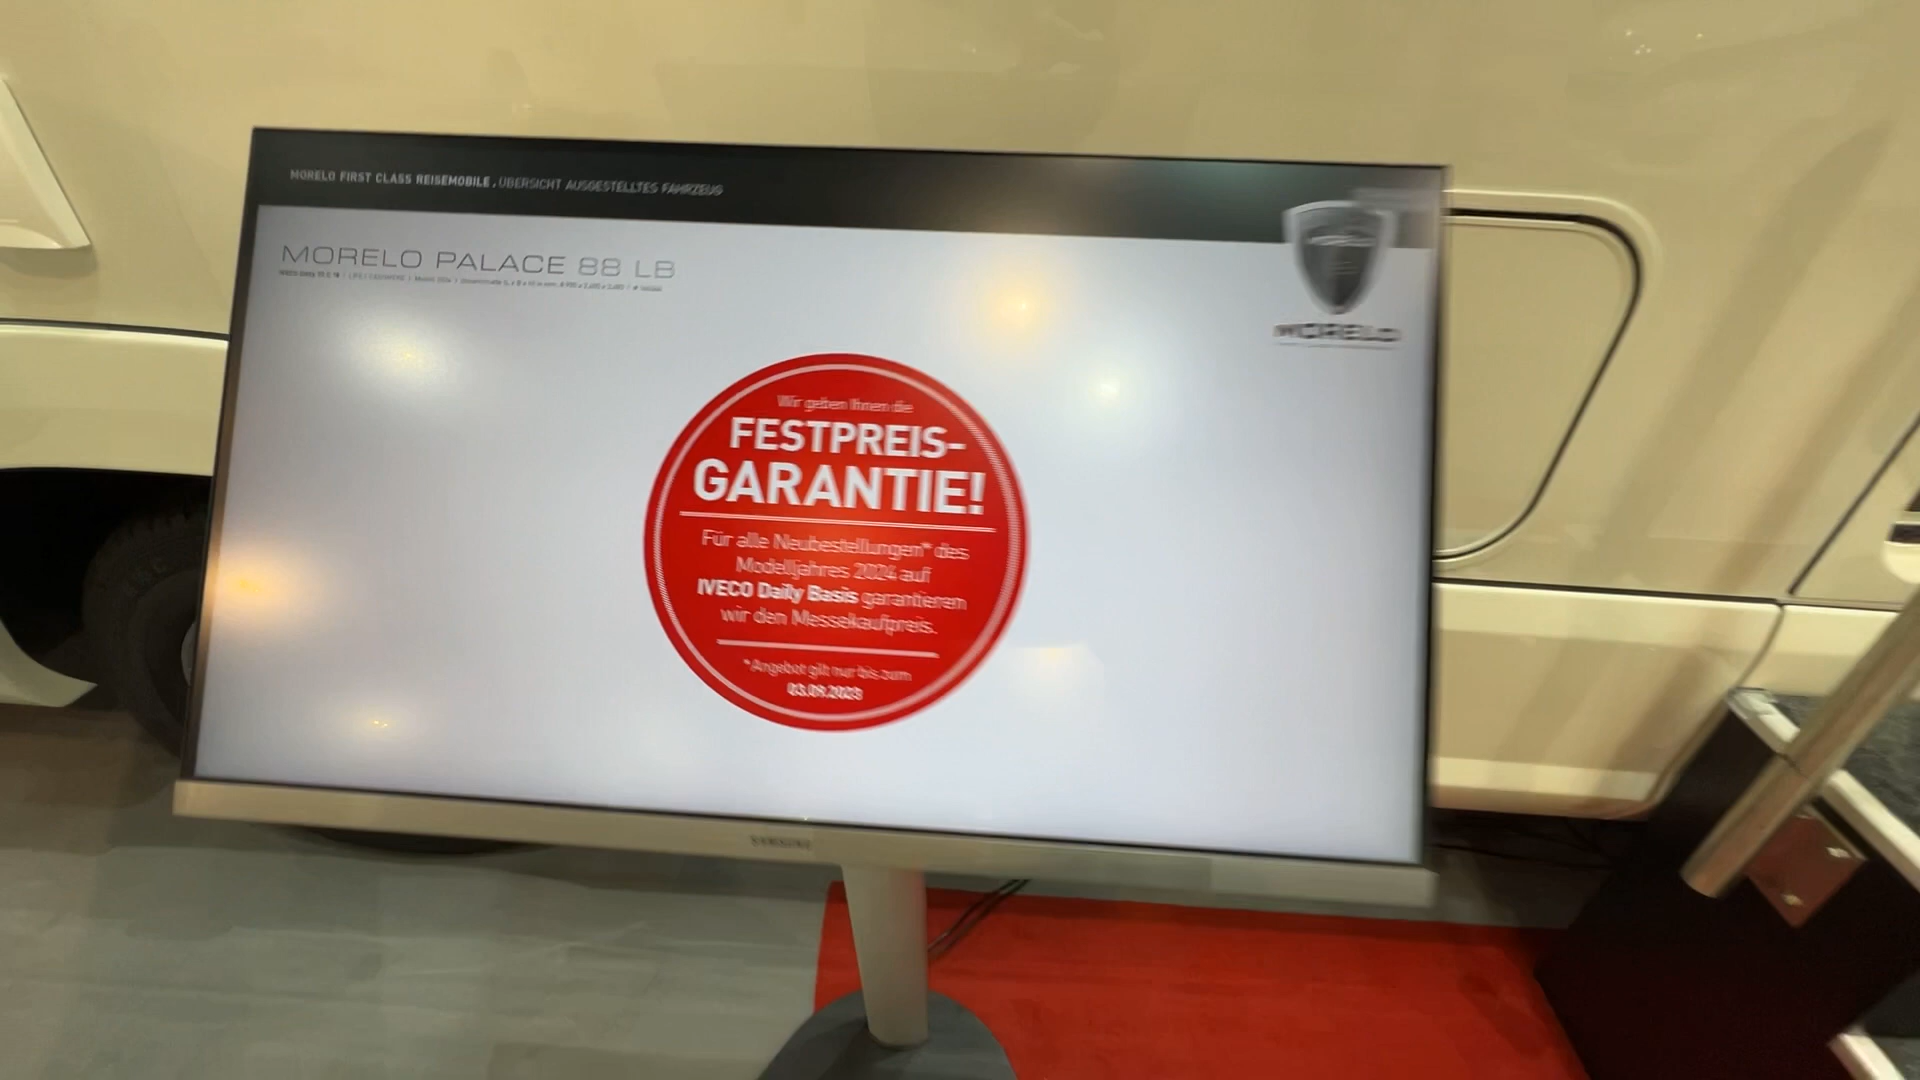 MORELO FIRST CLASS REISEMOBILE, ÜBERSICHT AUSGESTELLTES FAHRZEUG
MORELO PALACE 88 LB
MORELO
Wir geben Ihnen die
FESTPREIS-
GARANTIE!
Für alle Neubestellungen* des
Modelljahres 2024 auf
IVECO Daily Basis garantieren
wir den Messekaufpreis.
*Angebot gilt nur bis zum
03.09.2023
SAMSUNG